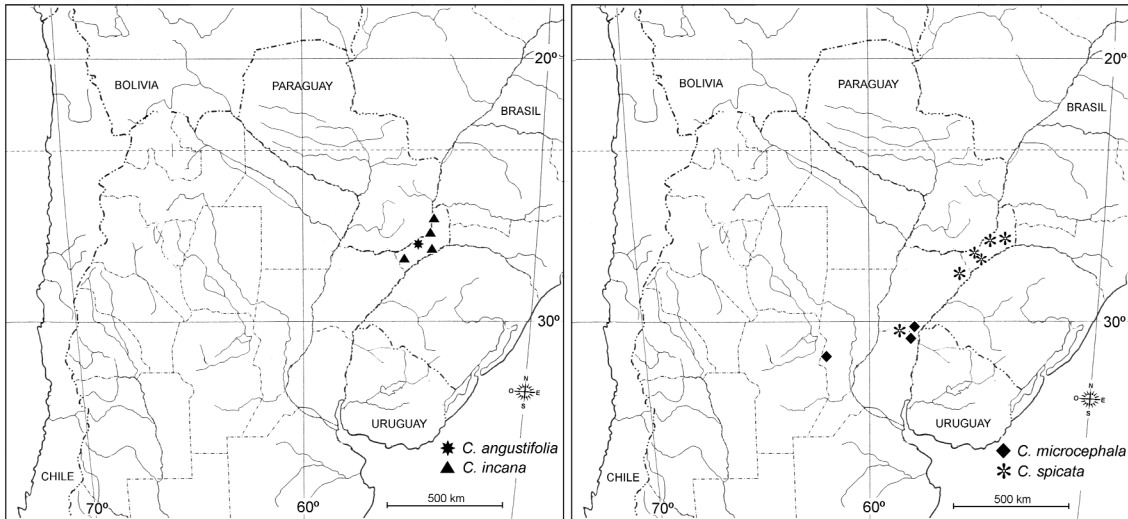 20º
BOLIVIA
PARAGUAY
BRASIL
30º
N
O E
S
URUGUAY
C. angustifolia
C. incana
CHILE
70º
60º
500 km
20º
BOLIVIA
PARAGUAY
BRASIL
30º
N
O E
S
URUGUAY
C. microcephala
C. spicata
CHILE
70º
60º
500 km